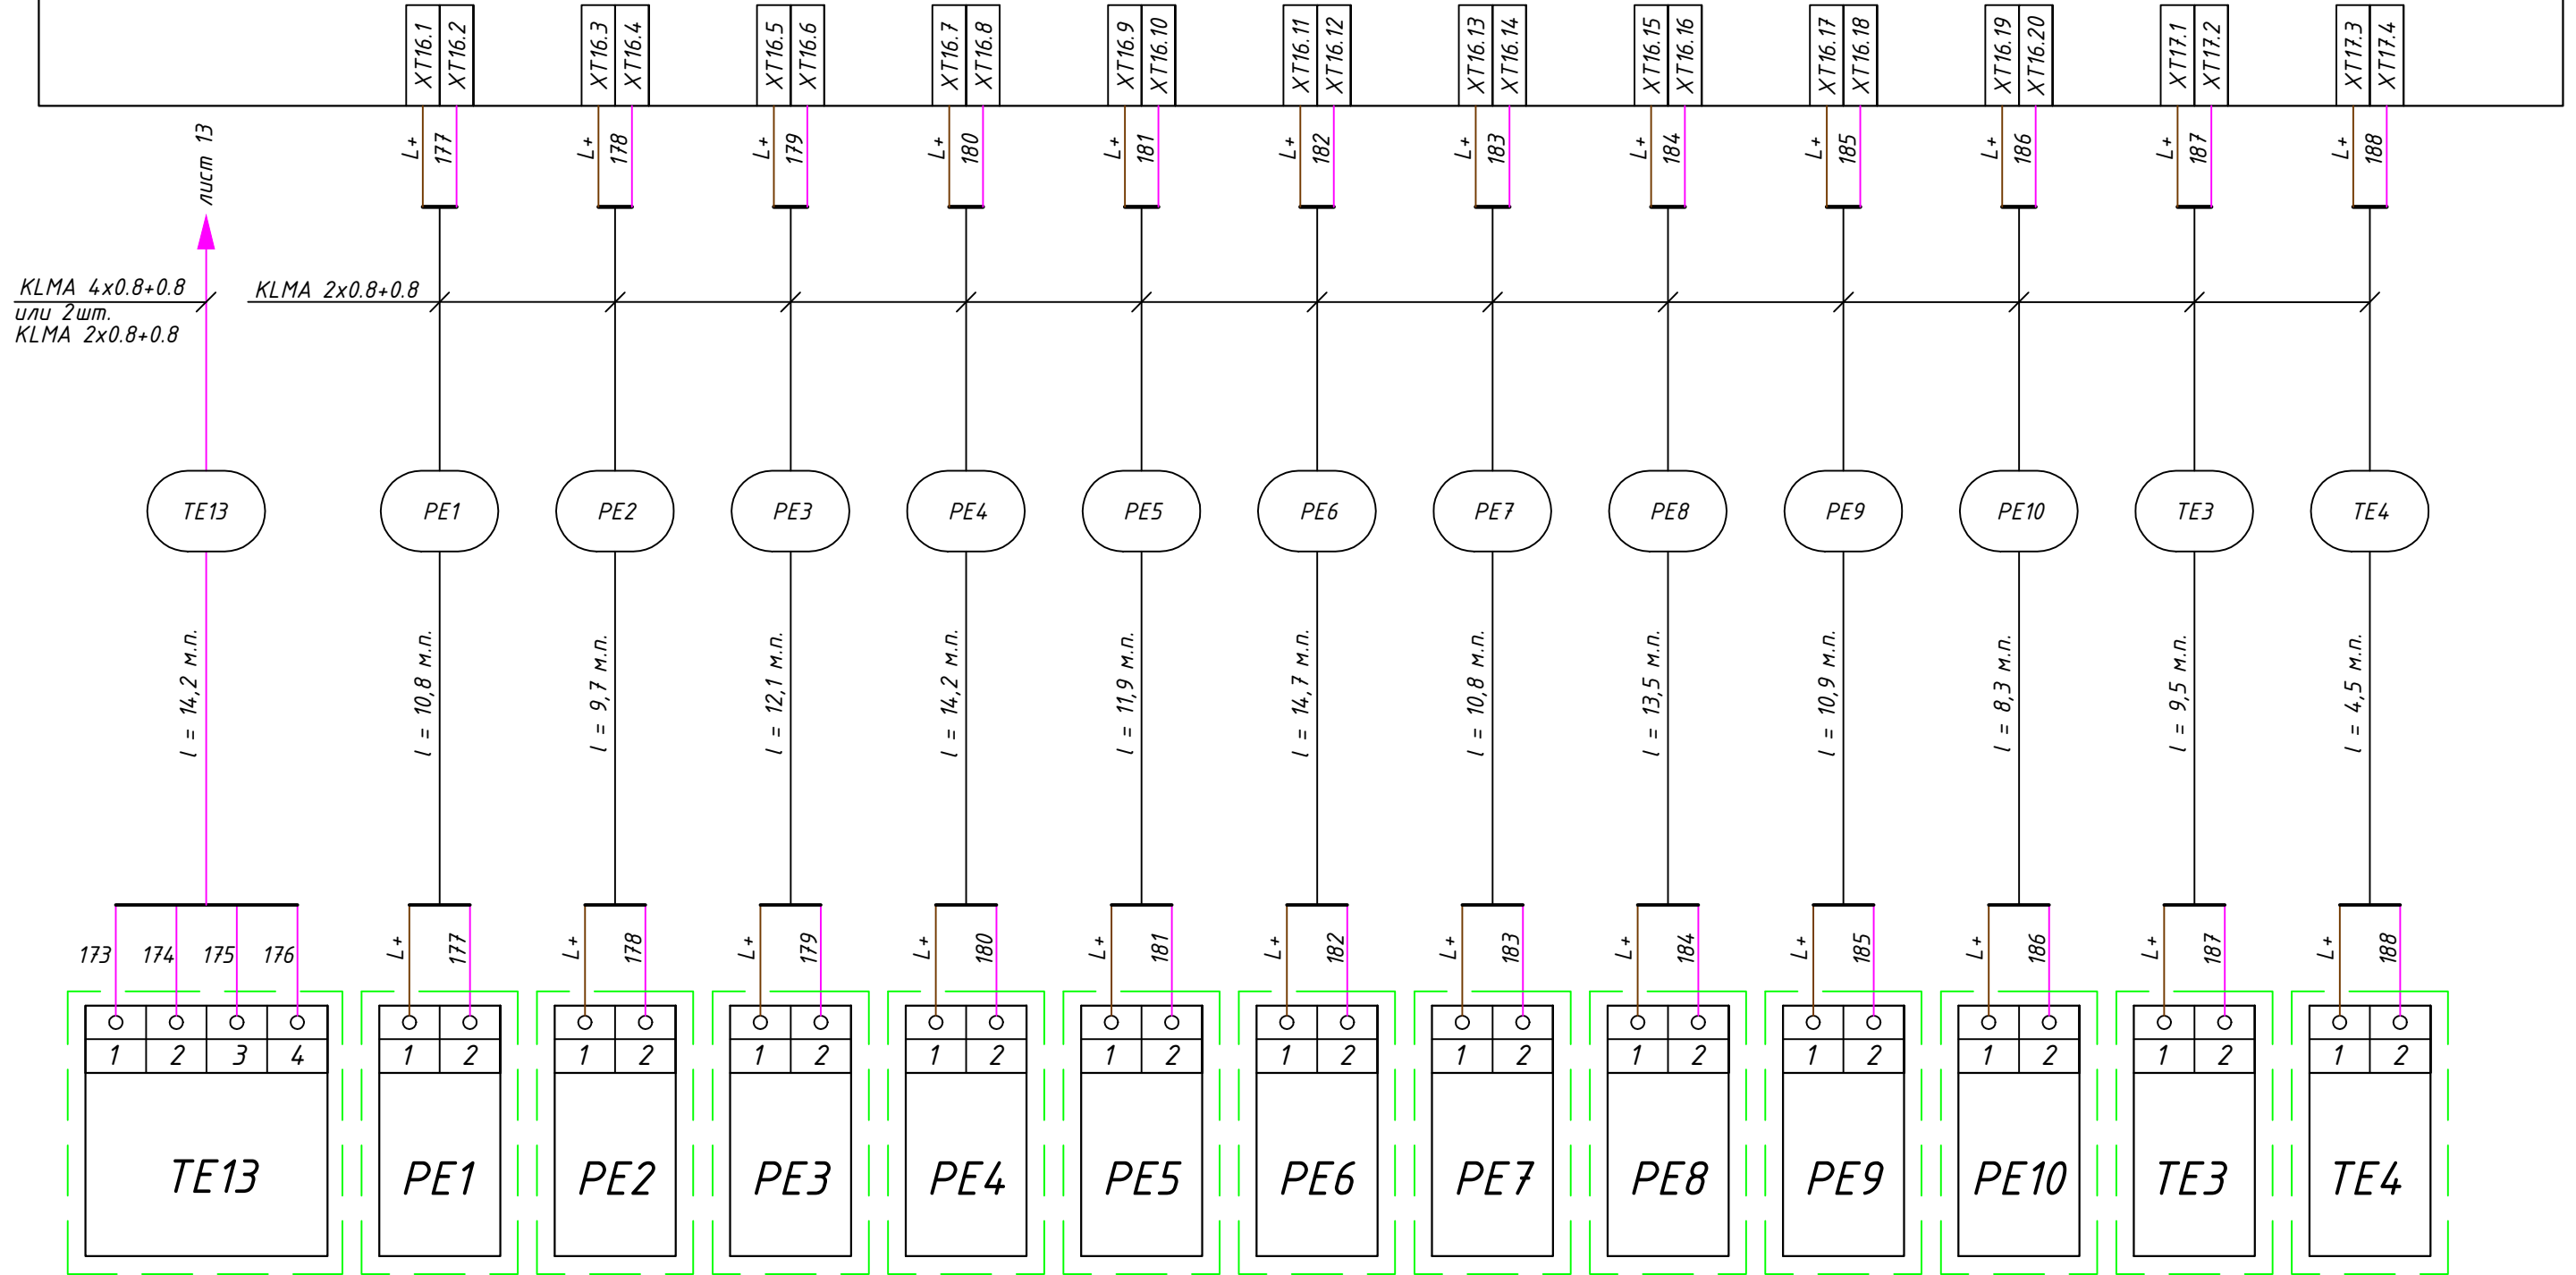 XT16.1 XT16.2 XT16.3 XT16.4 XT16.5 XT16.6 XT16.7 XT16.8 XT16.9 XT16.10 XT16.11 XT16.12 XT16.13 XT16.14 XT16.15 XT16.16 XT16.17 XT16.18 XT16.19 XT16.20 XT17.1 XT17.2 XT17.3 XT17.4
лист 13 L+ 177 L+ 178 L+ 179 L+ 180 L+ 181 L+ 182 L+ 183 L+ 184 L+ 185 L+ 186 L+ 187 L+ 188
KLMA 4x0.8+0.8 KLMA 2x0.8+0.8
или 2шт.
KLMA 2x0.8+0.8
TE13 PE1 PE2 PE3 PE4 PE5 PE6 PE7 PE8 PE9 PE10 TE3 TE4
l = 14,2 м.п. l = 10,8 м.п. l = 9,7 м.п. l = 12,1 м.п. l = 14,2 м.п. l = 11,9 м.п. l = 14,7 м.п. l = 10,8 м.п. l = 13,5 м.п. l = 10,9 м.п. l = 8,3 м.п. l = 9,5 м.п. l = 4,5 м.п.
173 174 175 176 L+ 177 L+ 178 L+ 179 L+ 180 L+ 181 L+ 182 L+ 183 L+ 184 L+ 185 L+ 186 L+ 187 L+ 188
1 2 3 4 1 2 1 2 1 2 1 2 1 2 1 2 1 2 1 2 1 2 1 2 1 2 1 2
TE13 PE1 PE2 PE3 PE4 PE5 PE6 PE7 PE8 PE9 PE10 TE3 TE4